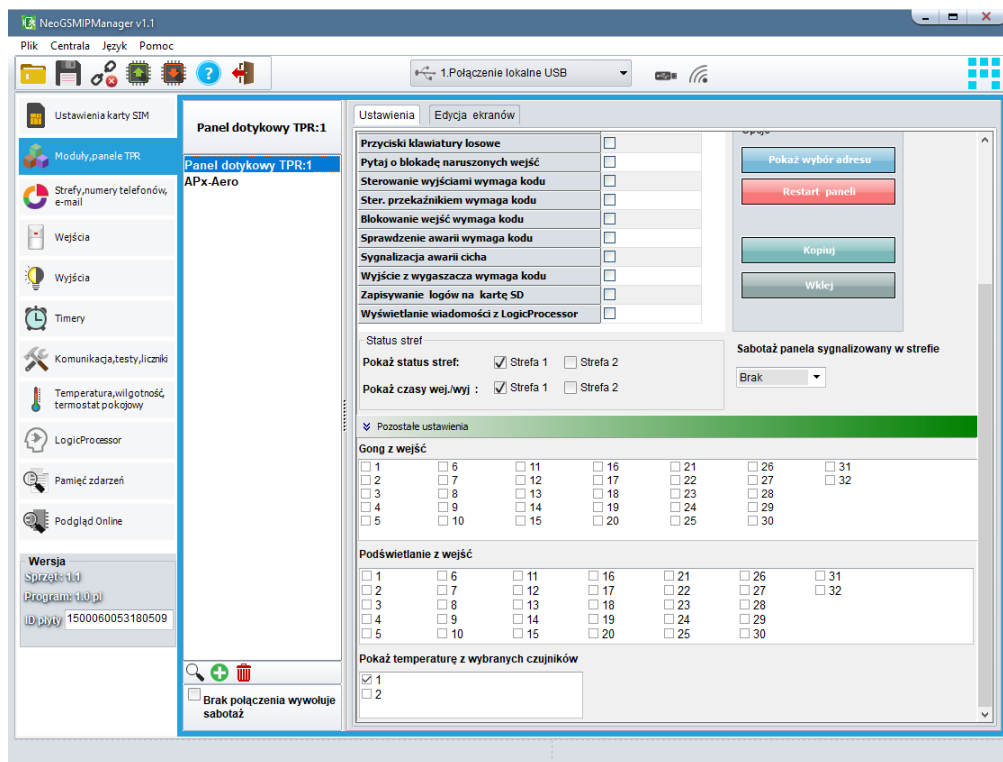 NeoGSMIPManager v1.1
Plik Centrala Język Pomoc
1.Połączenie lokalne USB
Ustawienia karty SIM
Moduły,panele TPR
Strefy,numery telefonów,
e-mail
Wejścia
Wyjścia
Timery
Komunikacja,testy,liczniki
Temperatura,wilgotność,
termostat pokojowy
LogicProcessor
Pamięć zdarzeń
Podgląd Online
Wersja
Sprzęt: 1.1
Program: 1.0 pl
ID płyty 1500060053180509
Panel dotykowy TPR:1
Panel dotykowy TPR:1
APx-Aero
Brak połączenia wywołuje
sabotaż
Ustawienia Edycja ekranów
Przyciski klawiatury losowe
Pytaj o blokadę naruszonych wejść
Sterowanie wyjściami wymaga kodu
Ster. przekaźnikiem wymaga kodu
Blokowanie wejść wymaga kodu
Sprawdzenie awarii wymaga kodu
Sygnalizacja awarii cicha
Wyjście z wygaszacza wymaga kodu
Zapisywanie logów na kartę SD
Wyświetlanie wiadomości z LogicProcessor
Opcje
Pokaż wybór adresu
Restart paneli
Kopiuj
Wklej
Status stref
Pokaż status stref: Strefa 1 Strefa 2
Pokaż czasy wej./wyj : Strefa 1 Strefa 2
Sabotaż panela sygnalizowany w strefie
Brak
Pozostałe ustawienia
Gong z wejść
1 6 11 16 21 26 31
2 7 12 17 22 27 32
3 8 13 18 23 28
4 9 14 19 24 29
5 10 15 20 25 30
Podświetlanie z wejść
1 6 11 16 21 26 31
2 7 12 17 22 27 32
3 8 13 18 23 28
4 9 14 19 24 29
5 10 15 20 25 30
Pokaż temperaturę z wybranych czujników
1
2